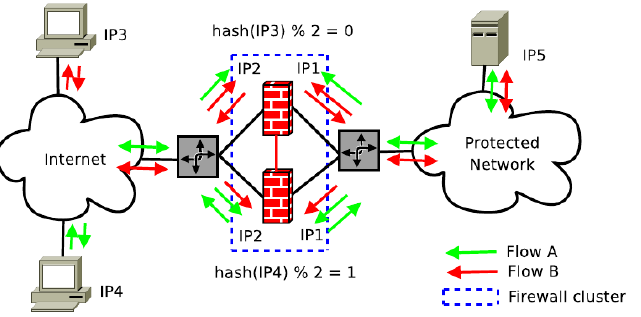 IP3
hash(IP3) % 2 = 0
IP2
IP1
IP5
Internet
Protected
Network
IP2
IP1
hash(IP4) % 2 = 1
IP4
Flow A
Flow B
Firewall cluster